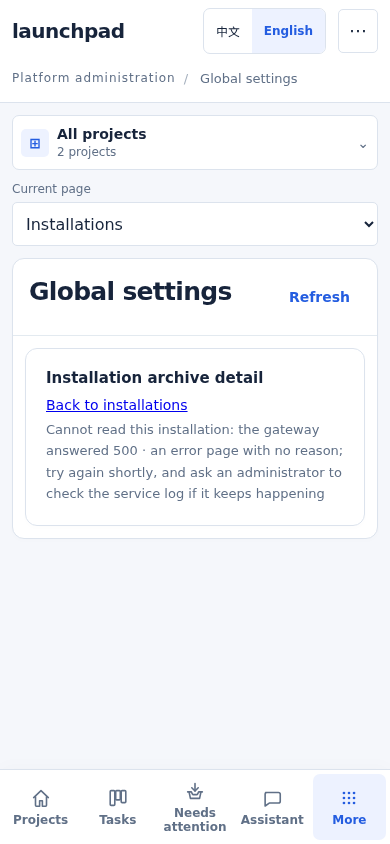 launchpad
中文
English
···
Platform administration / Global settings
All projects
2 projects
Current page
Installations
Global settings
Refresh
Installation archive detail
Back to installations
Cannot read this installation: the gateway
answered 500 · an error page with no reason;
try again shortly, and ask an administrator to
check the service log if it keeps happening
Projects
Tasks
Needs
attention
Assistant
More